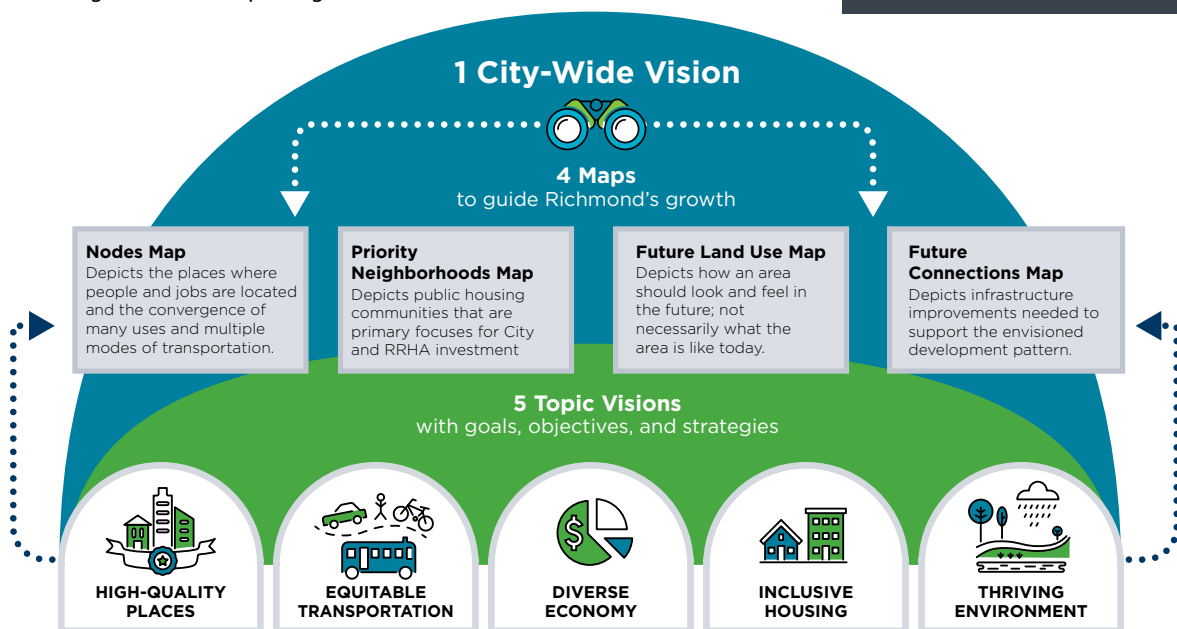 1 City-Wide Vision
4 Maps
to guide Richmond's growth
Nodes Map
Depicts the places where
people and jobs are located
and the convergence of
many uses and multiple
modes of transportation.
Priority
Neighborhoods Map
Depicts public housing
communities that are
primary focuses for City
and RRHA investment
Future Land Use Map
Depicts how an area
should look and feel in
the future; not
necessarily what the
area is like today.
Future
Connections Map
Depicts infrastructure
improvements needed to
support the envisioned
development pattern.
5 Topic Visions
with goals, objectives, and strategies
$
HIGH-QUALITY
PLACES
EQUITABLE
TRANSPORTATION
DIVERSE
ECONOMY
INCLUSIVE
HOUSING
THRIVING
ENVIRONMENT